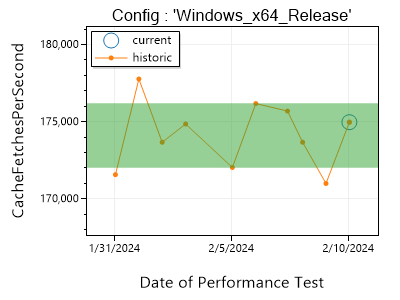 Config : 'Windows_x64_Release'
current
historic
CacheFetchesPerSecond
180,000
175,000
170,000
1/31/2024
2/5/2024
2/10/2024
Date of Performance Test